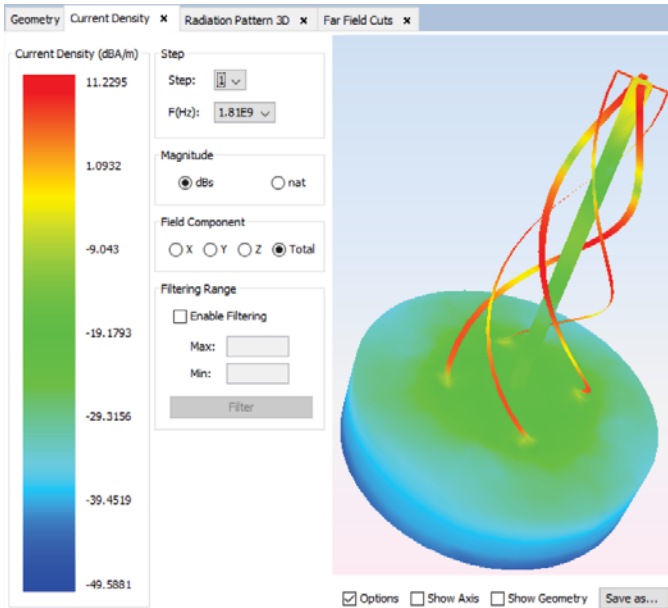 Geometry Current Density × Radiation Pattern 3D × Far Field Cuts ×
Current Density (dBA/m)
11.2295
1.0932
-9.043
-19.1793
-29.3156
-39.4519
-49.5881
Step
Step: 1
F(Hz): 1.81E9
Magnitude
dBs nat
Field Component
X Y Z Total
Filtering Range
Enable Filtering
Max:
Min:
Filter
Options Show Axis Show Geometry Save as...